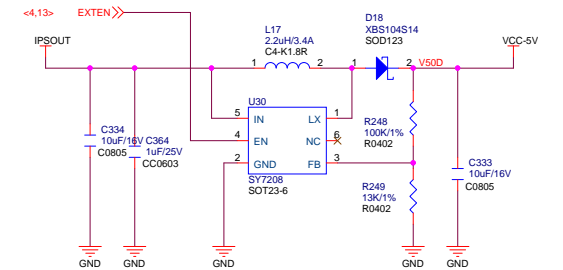 <4,13> EXTEN
IPSOUT
L17
2.2uH/3.4A
C4-K1.8R
D18
XBS104S14
SOD123
VCC-5V
1 2
1 2 V50D
U30
5 IN LX 1
4 EN NC 6
2 GND FB 3
SY7208
SOT23-6
C334
10uF/16V
C0805
C364
1uF/25V
CC0603
R248
100K/1%
R0402
R249
13K/1%
R0402
C333
10uF/16V
C0805
GND GND GND GND GND